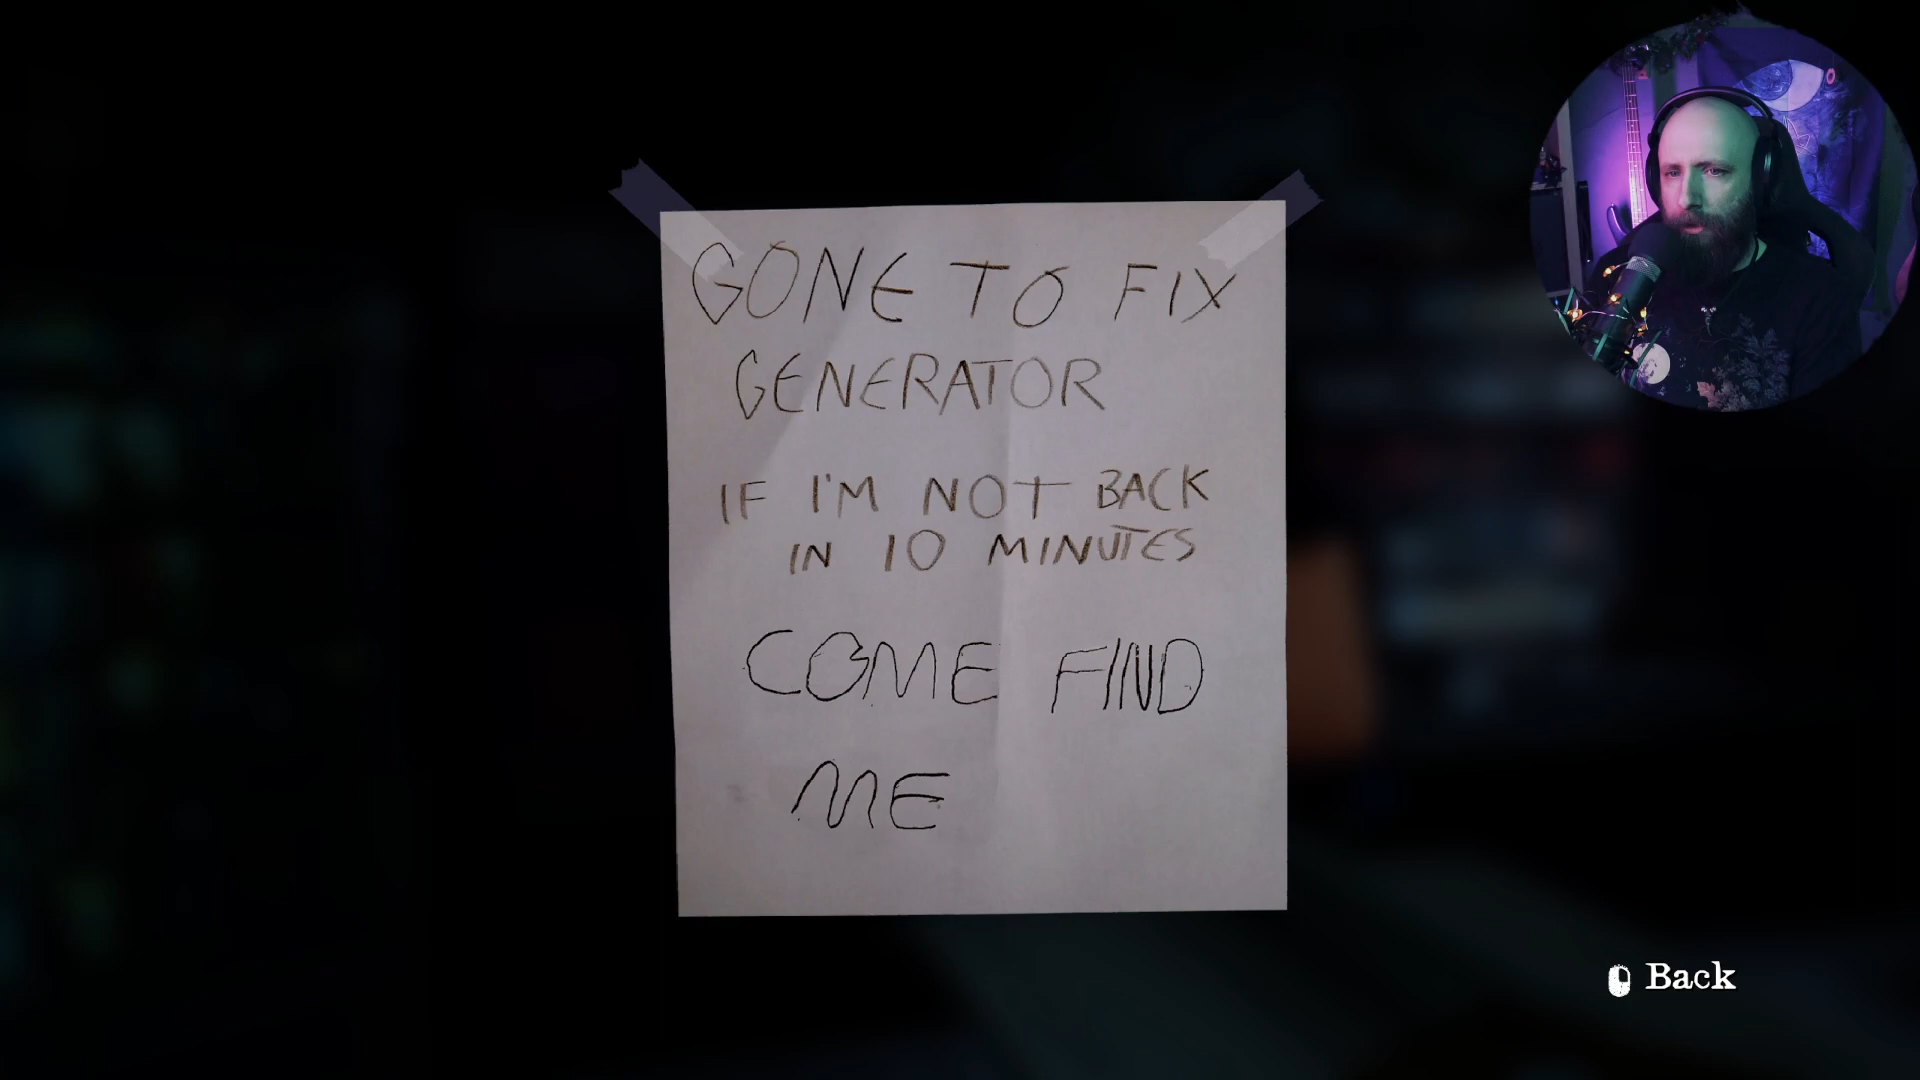 GONE TO FIX
GENERATOR
IF I'M NOT BACK
IN 10 MINUTES
COME FIND
ME
Back